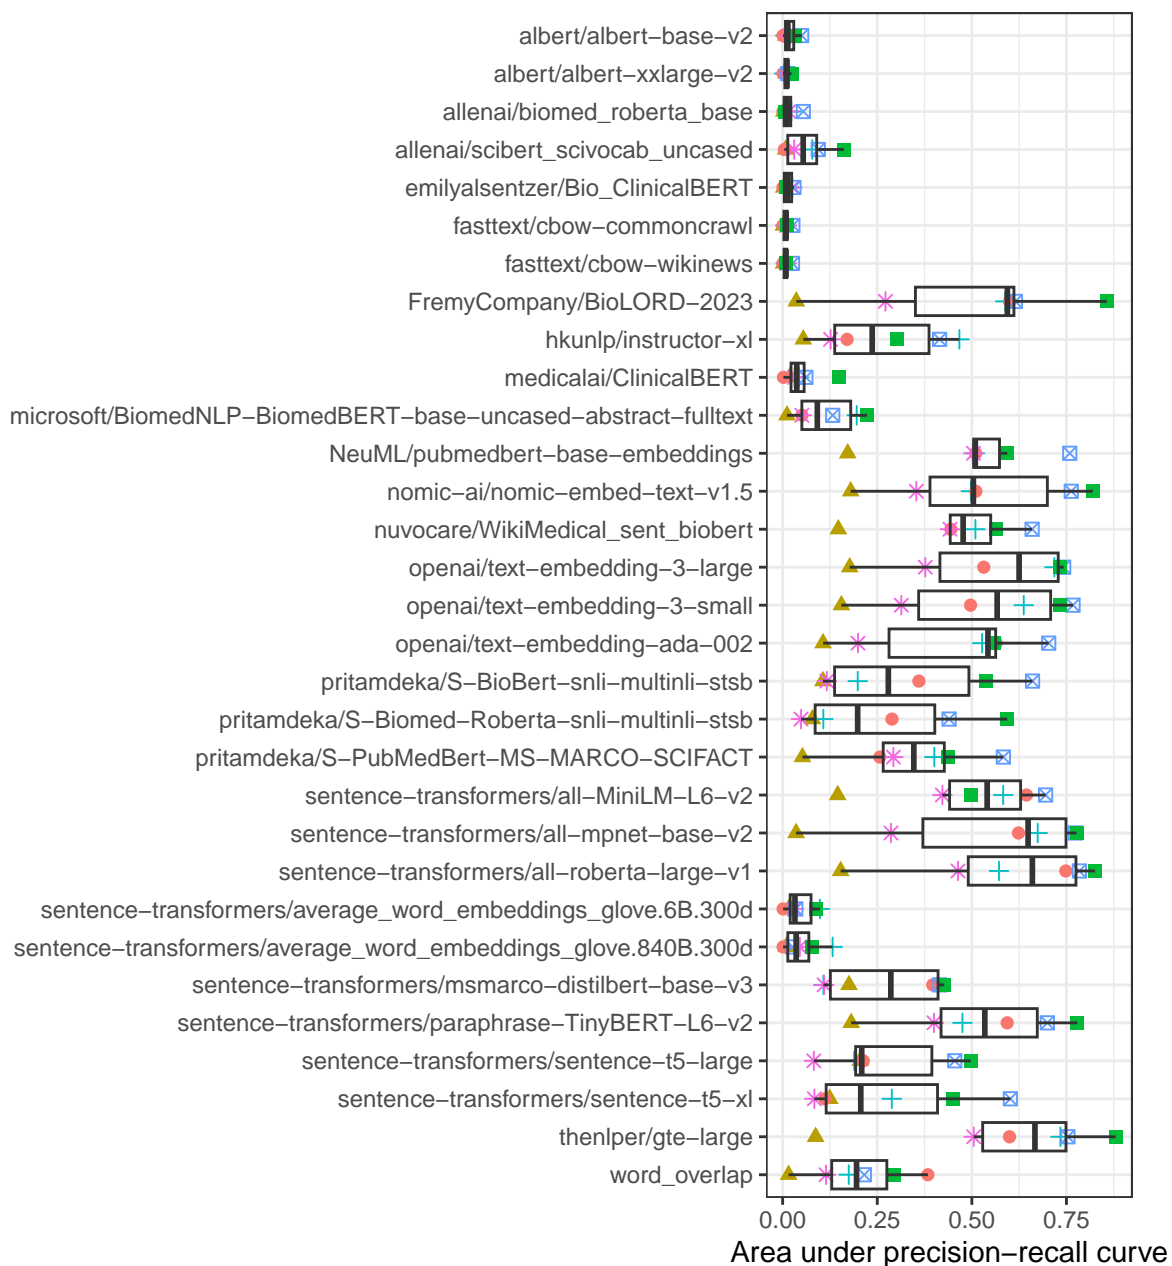 albert/albert−base−v2
albert/albert−xxlarge−v2
allenai/biomed_roberta_base
allenai/scibert_scivocab_uncased
emilyalsentzer/Bio_ClinicalBERT
fasttext/cbow−commoncrawl
fasttext/cbow−wikinews
FremyCompany/BioLORD−2023
hkunlp/instructor−xl
medicalai/ClinicalBERT
microsoft/BiomedNLP−BiomedBERT−base−uncased−abstract−fulltext
NeuML/pubmedbert−base−embeddings
nomic−ai/nomic−embed−text−v1.5
nuvocare/WikiMedical_sent_biobert
openai/text−embedding−3−large
openai/text−embedding−3−small
openai/text−embedding−ada−002
pritamdeka/S−BioBert−snli−multinli−stsb
pritamdeka/S−Biomed−Roberta−snli−multinli−stsb
pritamdeka/S−PubMedBert−MS−MARCO−SCIFACT
sentence−transformers/all−MiniLM−L6−v2
sentence−transformers/all−mpnet−base−v2
sentence−transformers/all−roberta−large−v1
sentence−transformers/average_word_embeddings_glove.6B.300d
sentence−transformers/average_word_embeddings_glove.840B.300d
sentence−transformers/msmarco−distilbert−base−v3
sentence−transformers/paraphrase−TinyBERT−L6−v2
sentence−transformers/sentence−t5−large
sentence−transformers/sentence−t5−xl
thenlper/gte−large
word_overlap
0.00 0.25 0.50 0.75
Area under precision−recall curve